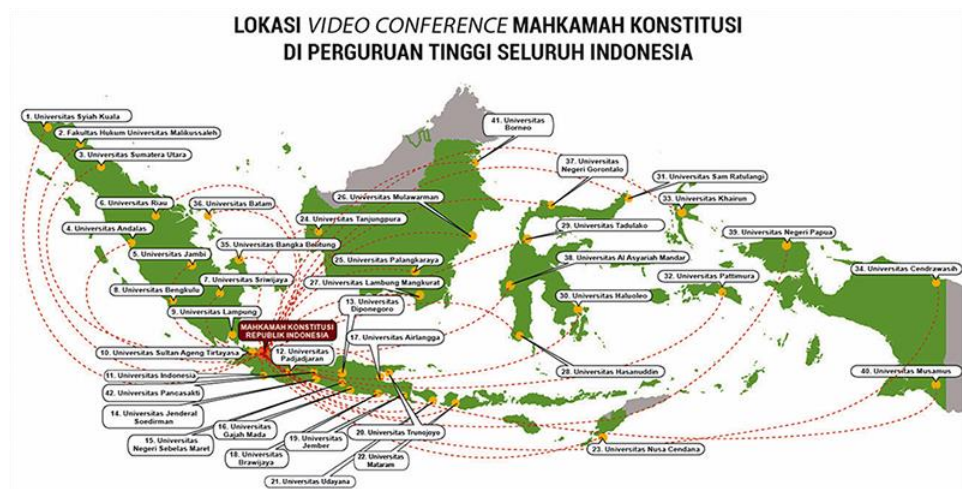 LOKASI VIDEO CONFERENCE MAHKAMAH KONSTITUSI
DI PERGURUAN TINGGI SELURUH INDONESIA
1. Universitas Syiah Kuala
2. Fakultas Hukum Universitas Malikussaleh
3. Universitas Sumatera Utara
6. Universitas Riau
36. Universitas Batam
4. Universitas Andalas
5. Universitas Jambi
35. Universitas Bangka Belitung
7. Universitas Sriwijaya
8. Universitas Bengkulu
9. Universitas Lampung
MAHKAMAH KONSTITUSI
REPUBLIK INDONESIA
10. Universitas Sultan Ageng Tirtayasa
11. Universitas Indonesia
42. Universitas Pancasakti
12. Universitas
Padjadjaran
13. Universitas
Diponegoro
14. Universitas Jenderal
Soedirman
15. Universitas
Negeri Sebelas Maret
16. Universitas
Gajah Mada
17. Universitas Airlangga
18. Universitas
Brawijaya
19. Universitas
Jember
20. Universitas Trunojoyo
21. Universitas Udayana
22. Universitas
Mataram
23. Universitas Nusa Cendana
24. Universitas Tanjungpura
25. Universitas Palangkaraya
26. Universitas Mulawarman
27. Universitas Lambung Mangkurat
41. Universitas
Borneo
37. Universitas
Negeri Gorontalo
31. Universitas Sam Ratulangi
33. Universitas Khairun
29. Universitas Tadulako
38. Universitas Al Asyariah Mandar
30. Universitas Haluoleo
28. Universitas Hasanuddin
32. Universitas Pattimura
39. Universitas Negeri Papua
34. Universitas Cendrawasih
40. Universitas Musamus